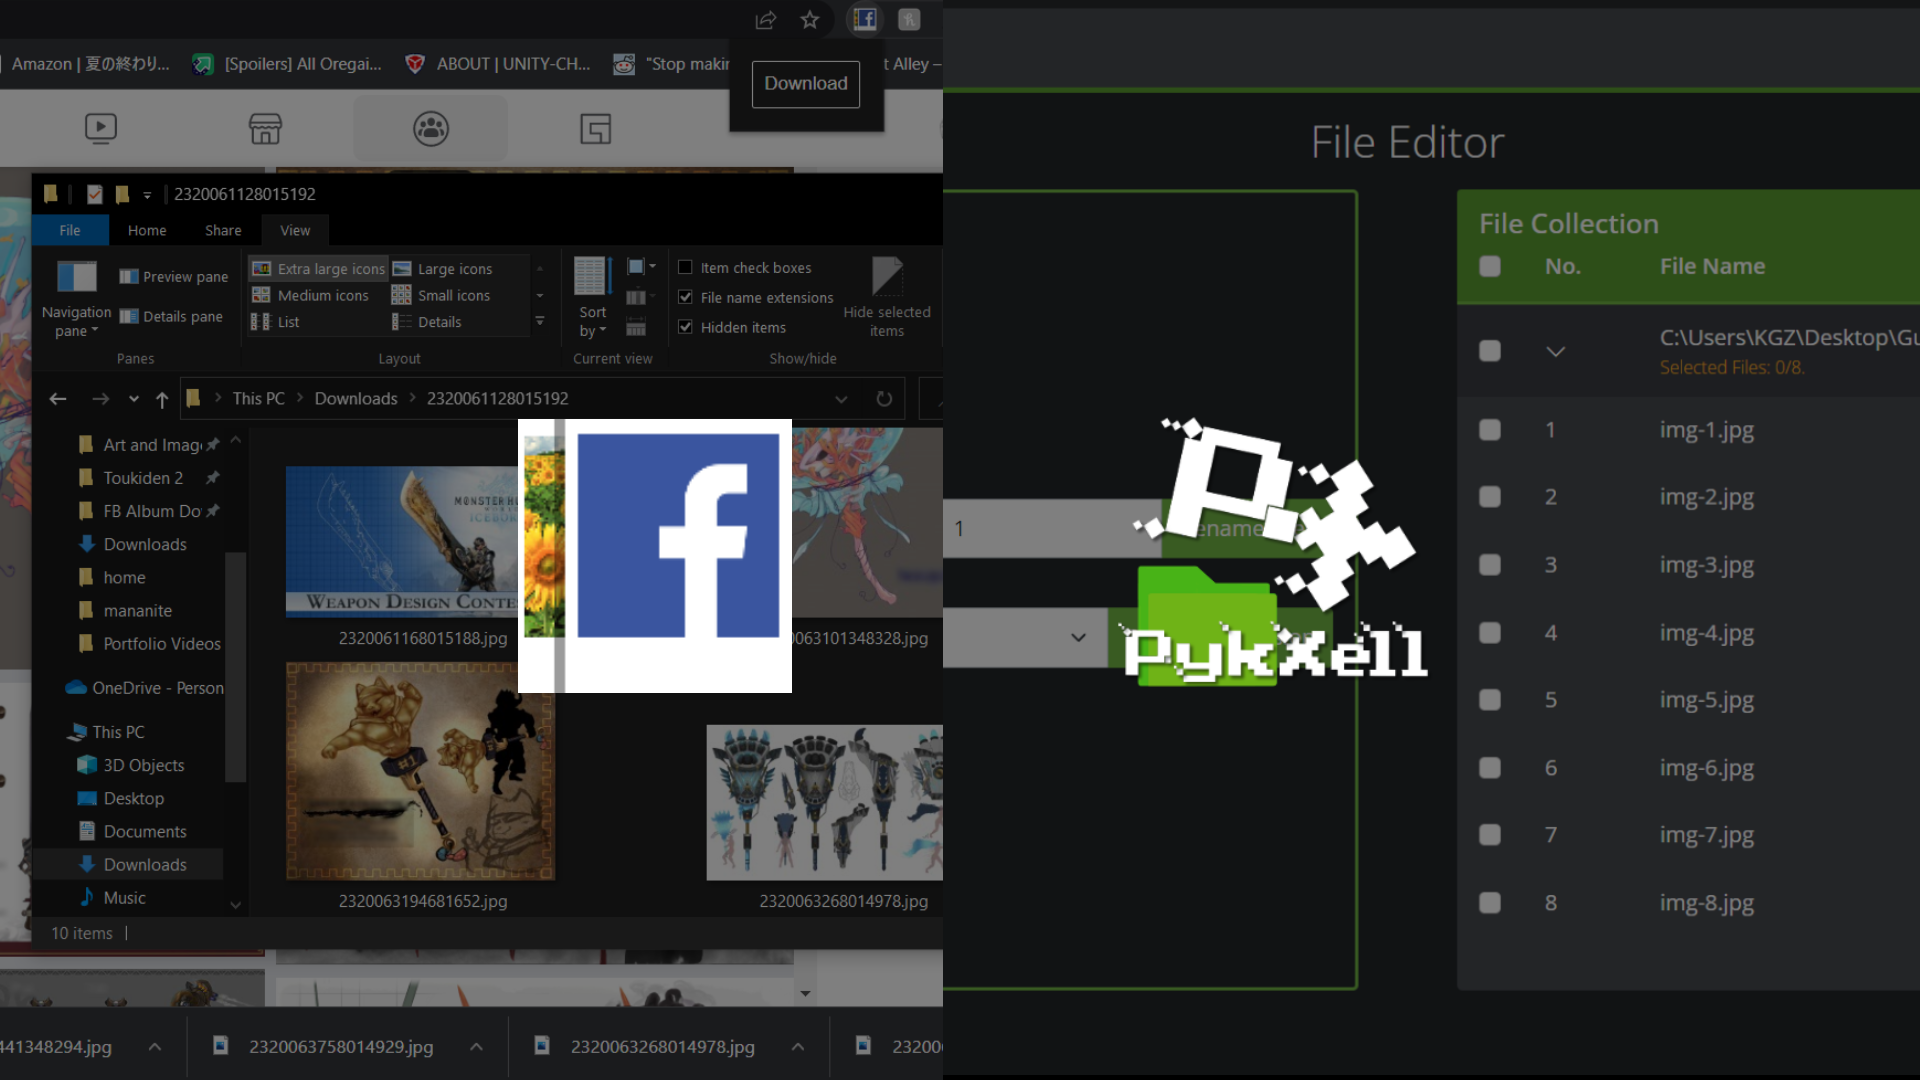 Amazon | 夏の終わり...
[Spoilers] All Oregai...
ABOUT | UNITY-CH...
"Stop makin
t Alley –
Download
2320061128015192
File
Home
Share
View
Navigation pane
Preview pane
Details pane
Extra large icons
Large icons
Medium icons
Small icons
List
Details
Sort by
Item check boxes
File name extensions
Hidden items
Hide selected items
Panes
Layout
Current view
Show/hide
This PC
Downloads
2320061128015192
Art and Imag
Toukiden 2
FB Album Do
Downloads
home
mananite
Portfolio Videos
OneDrive - Person
This PC
3D Objects
Desktop
Documents
Downloads
Music
10 items
MONSTER HU
ICEBOR
WEAPON DESIGN CONTES
2320061168015188.jpg
063101348328.jpg
#1
2320063194681652.jpg
2320063268014978.jpg
441348294.jpg
2320063758014929.jpg
2320063268014978.jpg
23200
f
File Editor
1
ename
Px
PykXell
File Collection
No.
File Name
C:\Users\KGZ\Desktop\Gu
Selected Files: 0/8.
1 img-1.jpg
2 img-2.jpg
3 img-3.jpg
4 img-4.jpg
5 img-5.jpg
6 img-6.jpg
7 img-7.jpg
8 img-8.jpg